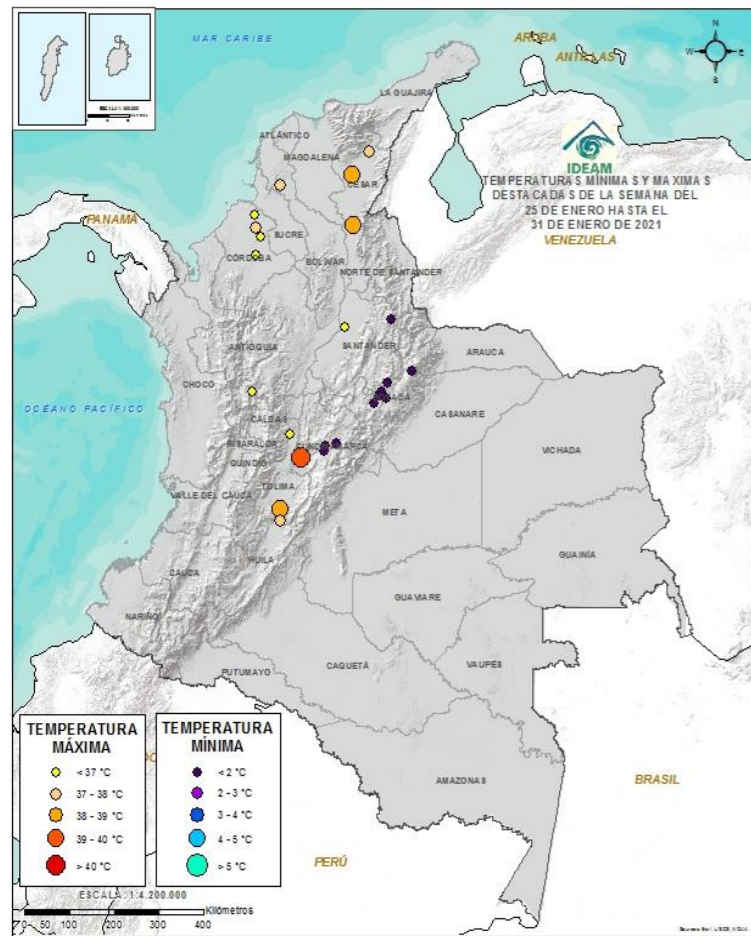 MAR CARIBE
ARUBA
ANTILLAS
N
W
E
S
LA GUAJIRA
ATLÁNTICO
MAGDALENA
CESAR
IDEAM
TEMPERATURAS MÍNIMAS Y MAXIMAS
DESTACADAS DE LA SEMANA DEL
25 DE ENERO HASTA EL
31 DE ENERO DE 2021
PANAMÁ
VENEZUELA
SUCRE
CÓRDOBA
BOLÍVAR
NORTE DE SANTANDER
ANTIOQUIA
SANTANDER
ARAUCA
CHOCÓ
OCÉANO PACÍFICO
CALDAS
CASANARE
RISARALDA
VICHADA
QUINDIO
TOLIMA
VALLE DEL CAUCA
META
GUAINÍA
HUILA
CAUCA
GUAVIARE
NARIÑO
CAQUETÁ
VAUPÉS
PUTUMAYO
AMAZONAS
BRASIL
PERÚ
TEMPERATURA
MÁXIMA
< 37 °C
37 - 38 °C
38 - 39 °C
39 - 40 °C
> 40 °C
TEMPERATURA
MÍNIMA
< 2 °C
2 - 3 °C
3 - 4 °C
4 - 5 °C
> 5 °C
ESCALA: 1:4.200.000
Kilómetros
0 50 100 200 300 400